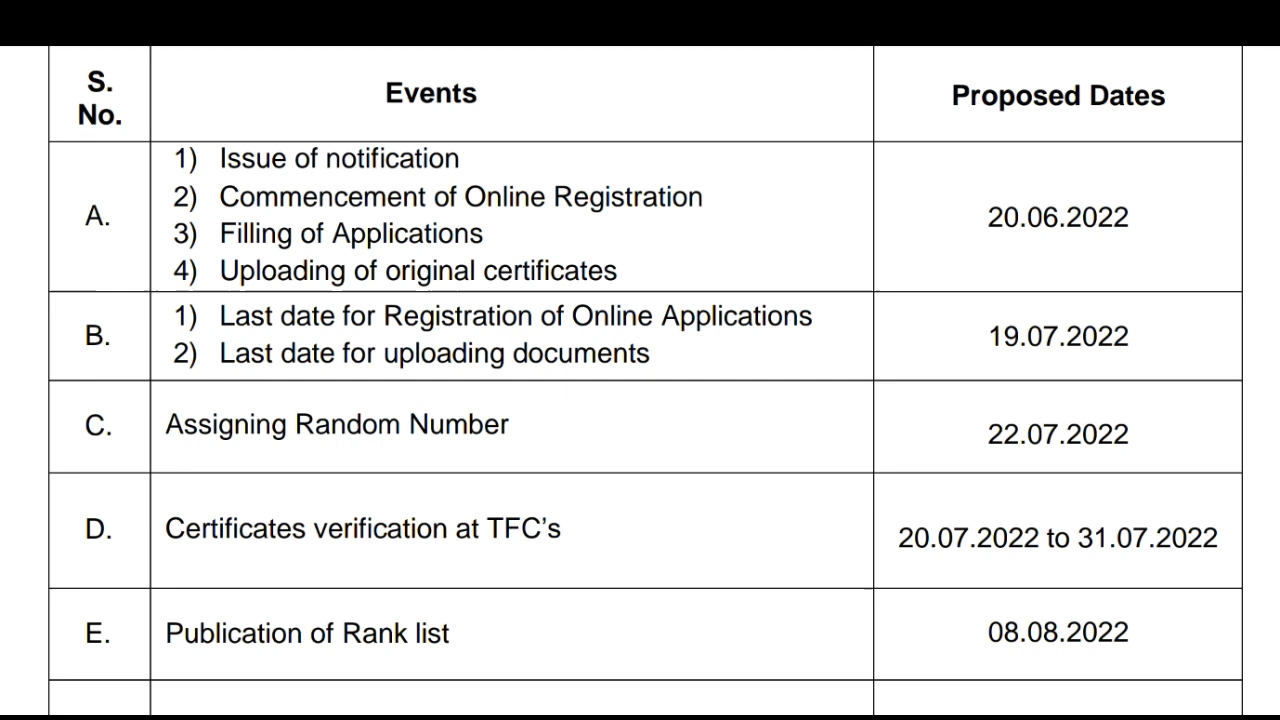 S. No.
Events
Proposed Dates
A.
1) Issue of notification
2) Commencement of Online Registration
3) Filling of Applications
4) Uploading of original certificates
20.06.2022
B.
1) Last date for Registration of Online Applications
2) Last date for uploading documents
19.07.2022
C.
Assigning Random Number
22.07.2022
D.
Certificates verification at TFC’s
20.07.2022 to 31.07.2022
E.
Publication of Rank list
08.08.2022